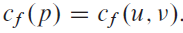 c_f(p) = c_f(u, ν).